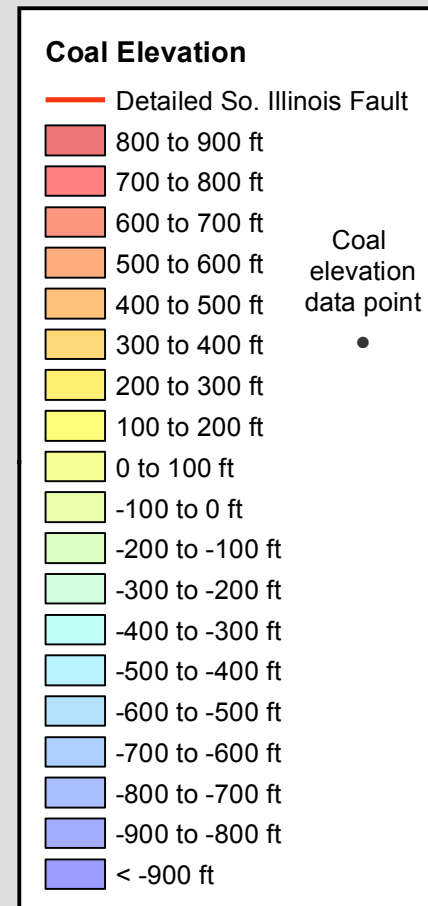 Coal Elevation
Detailed So. Illinois Fault
800 to 900 ft
700 to 800 ft
600 to 700 ft
500 to 600 ft
400 to 500 ft
300 to 400 ft
200 to 300 ft
100 to 200 ft
0 to 100 ft
-100 to 0 ft
-200 to -100 ft
-300 to -200 ft
-400 to -300 ft
-500 to -400 ft
-600 to -500 ft
-700 to -600 ft
-800 to -700 ft
-900 to -800 ft
< -900 ft
Coal
elevation
data point